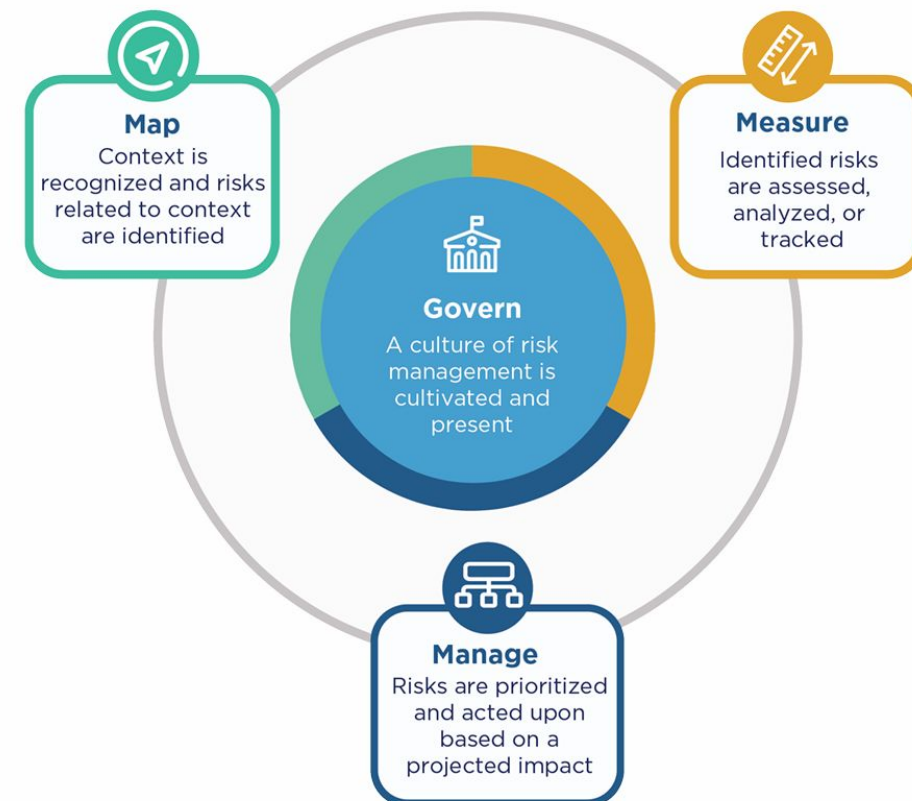 Map
Context is
recognized and risks
related to context
are identified
Measure
Identified risks
are assessed,
analyzed, or
tracked
Govern
A culture of risk
management is
cultivated and
present
Manage
Risks are prioritized
and acted upon
based on a
projected impact